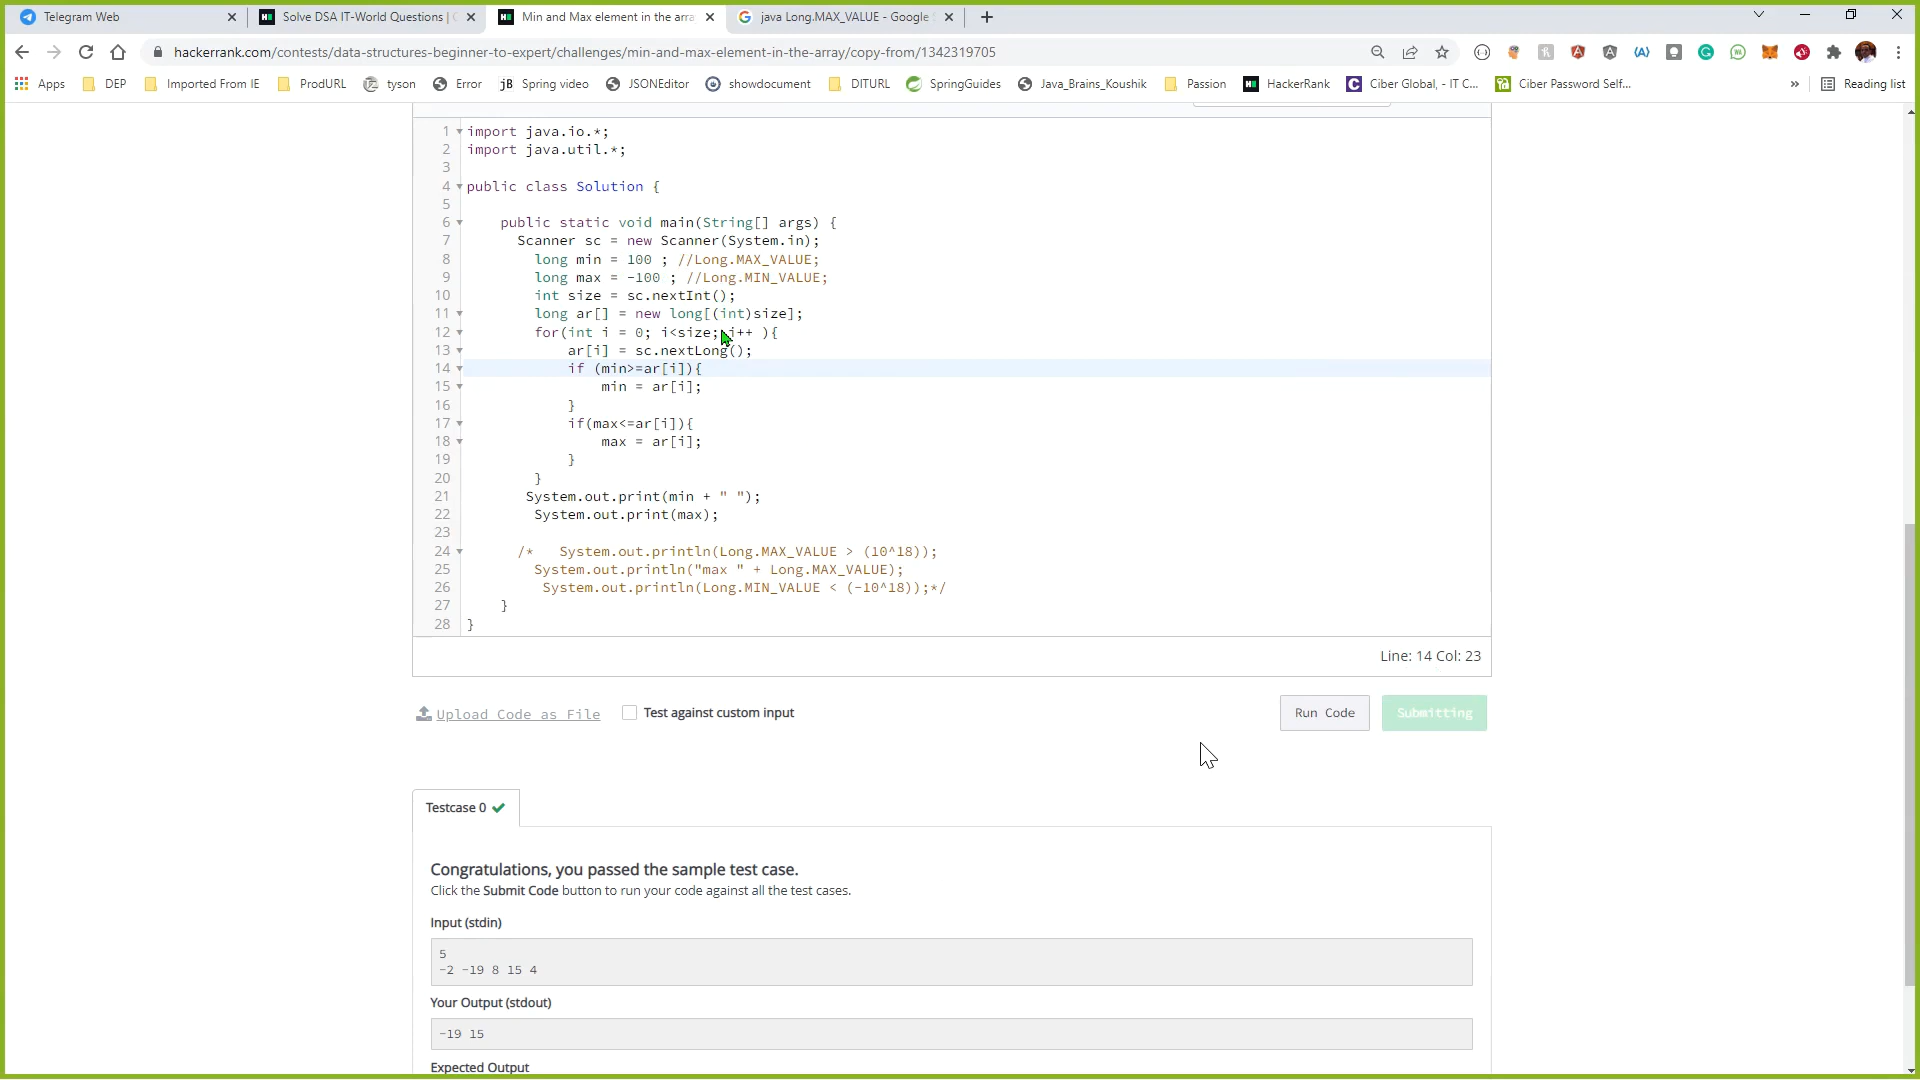 Telegram Web
Solve DSA IT-World Questions | C
Min and Max element in the arra
java Long.MAX_VALUE - Google
hackerrank.com/contests/data-structures-beginner-to-expert/challenges/min-and-max-element-in-the-array/copy-from/1342319705
Apps DEP Imported From IE ProdURL tyson Error jB Spring video JSONEditor showdocument DITURL SpringGuides Java_Brains_Koushik Passion HackerRank Ciber Global, - IT C... Ciber Password Self... » Reading list
1 import java.io.*;
2 import java.util.*;
3
4 public class Solution {
5
6 public static void main(String[] args) {
7 Scanner sc = new Scanner(System.in);
8 long min = 100 ; //Long.MAX_VALUE;
9 long max = -100 ; //Long.MIN_VALUE;
10 int size = sc.nextInt();
11 long ar[] = new long[(int)size];
12 for(int i = 0; i<size; i++ ){
13 ar[i] = sc.nextLong();
14 if (min>=ar[i]){
15 min = ar[i];
16 }
17 if(max<=ar[i]){
18 max = ar[i];
19 }
20 }
21 System.out.print(min + " ");
22 System.out.print(max);
23
24 /* System.out.println(Long.MAX_VALUE > (10^18));
25 System.out.println("max " + Long.MAX_VALUE);
26 System.out.println(Long.MIN_VALUE < (-10^18));*/
27 }
28 }
Line: 14 Col: 23
Upload Code as File Test against custom input Run Code Submitting
Testcase 0
Congratulations, you passed the sample test case.
Click the Submit Code button to run your code against all the test cases.
Input (stdin)
5
-2 -19 8 15 4
Your Output (stdout)
-19 15
Expected Output